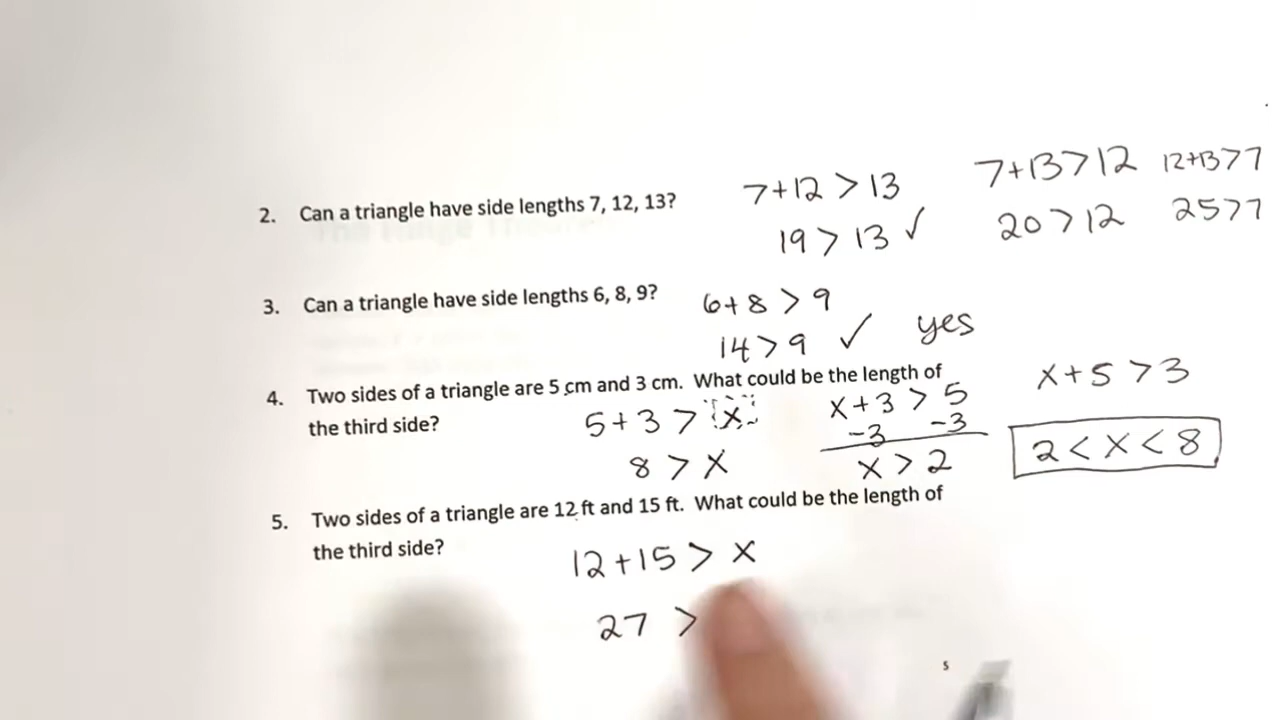 7+12 > 13
7+13 > 12
12+13 > 7
2. Can a triangle have side lengths 7, 12, 13?
19 > 13 ✓
20 > 12
25 > 7
3. Can a triangle have side lengths 6, 8, 9?
6+8 > 9
14 > 9 ✓ yes
4. Two sides of a triangle are 5 cm and 3 cm. What could be the length of
the third side?
5+3 > x
8 > x
x+3 > 5
-3 -3
x > 2
x+5 > 3
2 < x < 8
5. Two sides of a triangle are 12 ft and 15 ft. What could be the length of
the third side?
12+15 > x
27 >
5